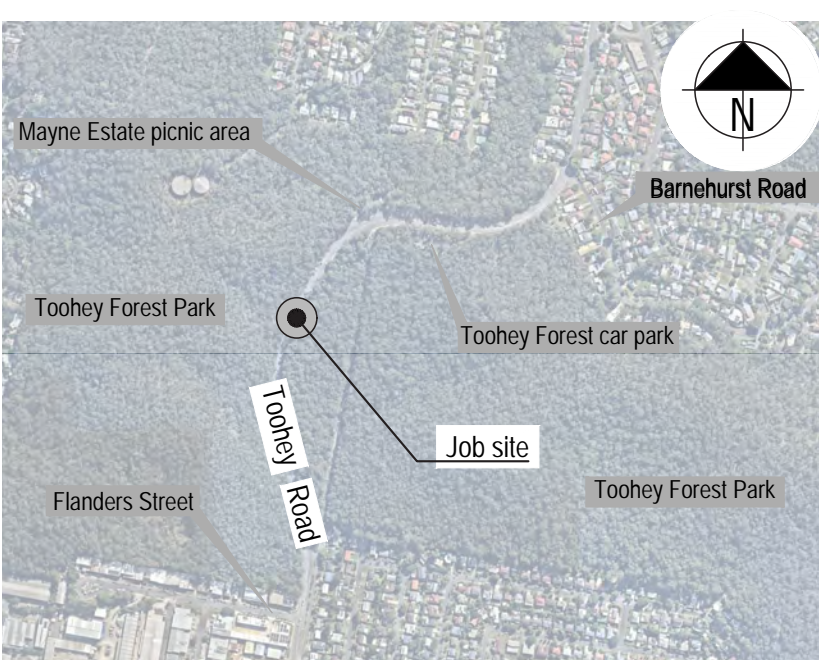 N
Mayne Estate picnic area
Barnehurst Road
Toohey Forest Park
Toohey Forest car park
Toohey Road
Job site
Flanders Street
Toohey Forest Park